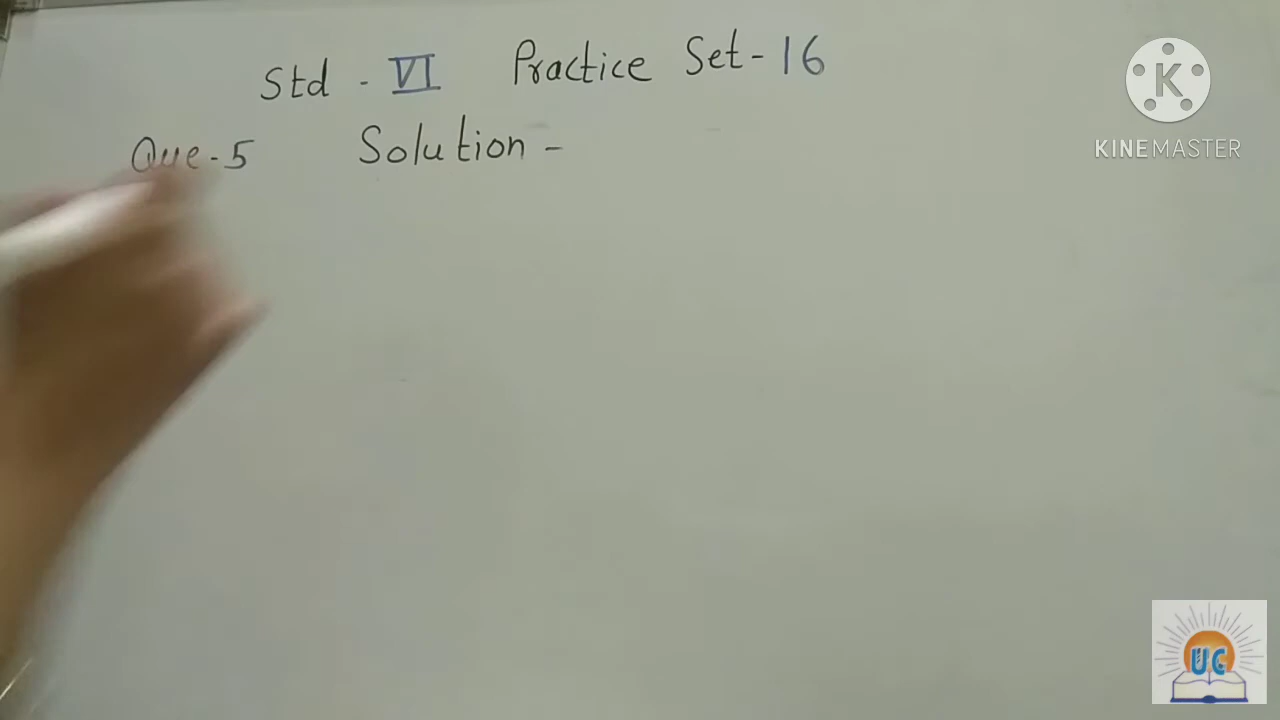 Std - VI Practice Set - 16
Que - 5 Solution -
K
KINEMASTER
UC